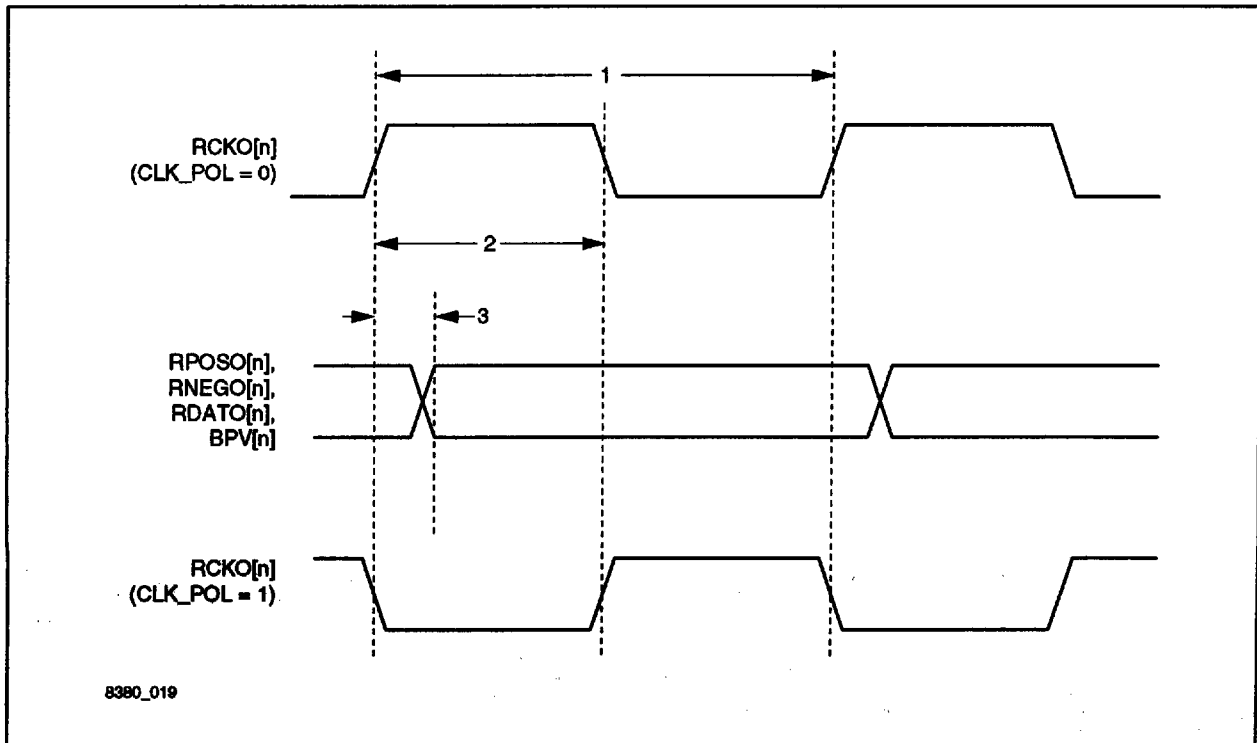 1
RCKO[n]
(CLK_POL = 0)
2
3
RPOSO[n],
RNEGO[n],
RDATO[n],
BPV[n]
RCKO[n]
(CLK_POL = 1)
8380_019